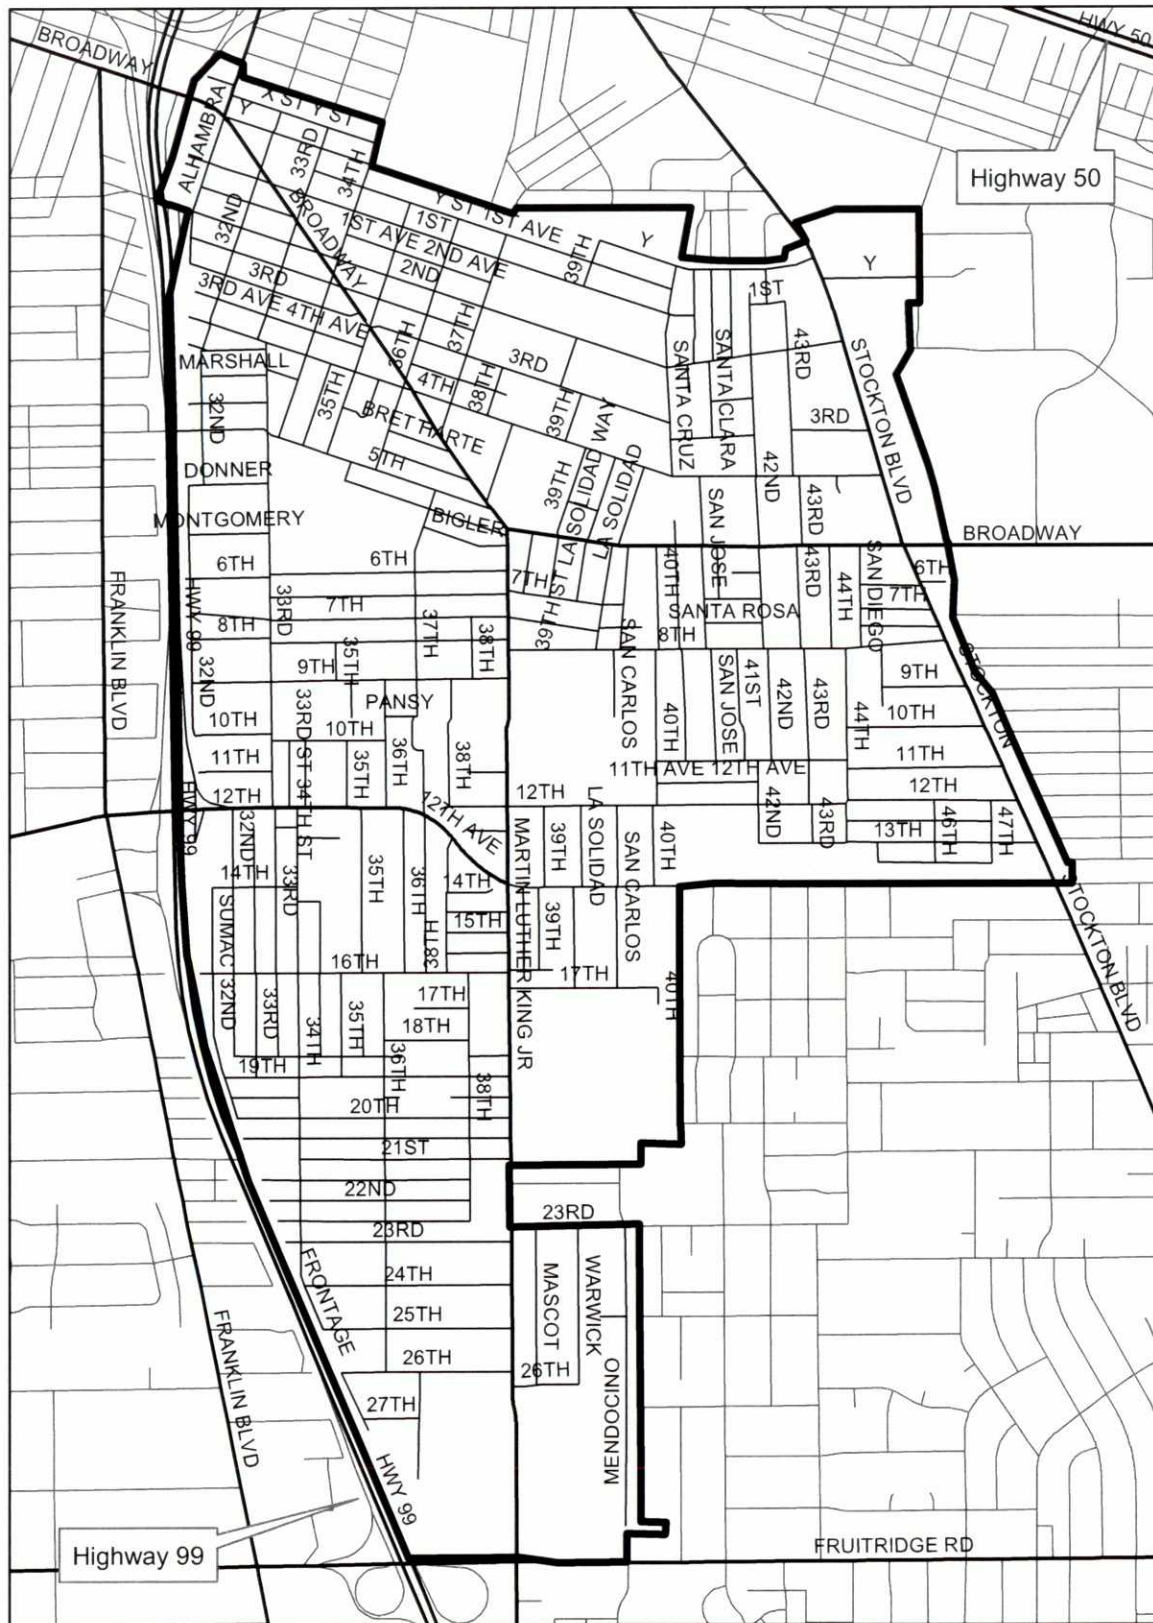 BROADWAY
HWY 50
Highway 50
ALHAMBRA
X ST Y ST
Y
33RD
34TH
32ND
BROADWAY
Y ST 1ST AVE
1ST
1ST AVE 2ND AVE
2ND
39TH
Y
Y
3RD
3RD AVE 4TH AVE
36TH
37TH
1ST
43RD
STOCKTON BLVD
MARSHALL
35TH
4TH
38TH
3RD
SANTA CRUZ
SANTA CLARA
32ND
BRET HARTE
39TH
3RD
5TH
39TH
LA SOLIDAD WAY
LA SOLIDAD
42ND
DONNER
MONTGOMERY
BIGLER
SAN JOSE
43RD
BROADWAY
6TH
6TH
7TH
39TH ST LA SOLIDAD WAY
40TH
43RD
44TH
SAN DIEGO
6TH
7TH
FRANKLIN BLVD
HWY 99
33RD
7TH
8TH
37TH
38TH
SANTA ROSA
8TH
SAN CARLOS
STOCKTON
32ND
9TH
35TH
PANSY
40TH
SAN JOSE
41ST
42ND
43RD
44TH
9TH
10TH
10TH
33RD ST 34TH ST
10TH
36TH
38TH
11TH
35TH
11TH AVE 12TH AVE
11TH
12TH
HWY 99
12TH
12TH AVE
12TH
LA SOLIDAD
42ND
43RD
13TH
46TH
47TH
32ND
33RD
14TH
35TH
36TH
14TH
MARTIN LUTHER KING JR
39TH
SAN CARLOS
40TH
SUMAC
38TH
15TH
39TH
STOCKTON BLVD
16TH
17TH
40TH
32ND
33RD
34TH
35TH
17TH
18TH
36TH
38TH
19TH
20TH
21ST
22ND
23RD
23RD
FRONTAGE
24TH
25TH
MASCOT
WARWICK
FRANKLIN BLVD
26TH
26TH
MENDOCINO
27TH
HWY 99
Highway 99
FRUITRIDGE RD